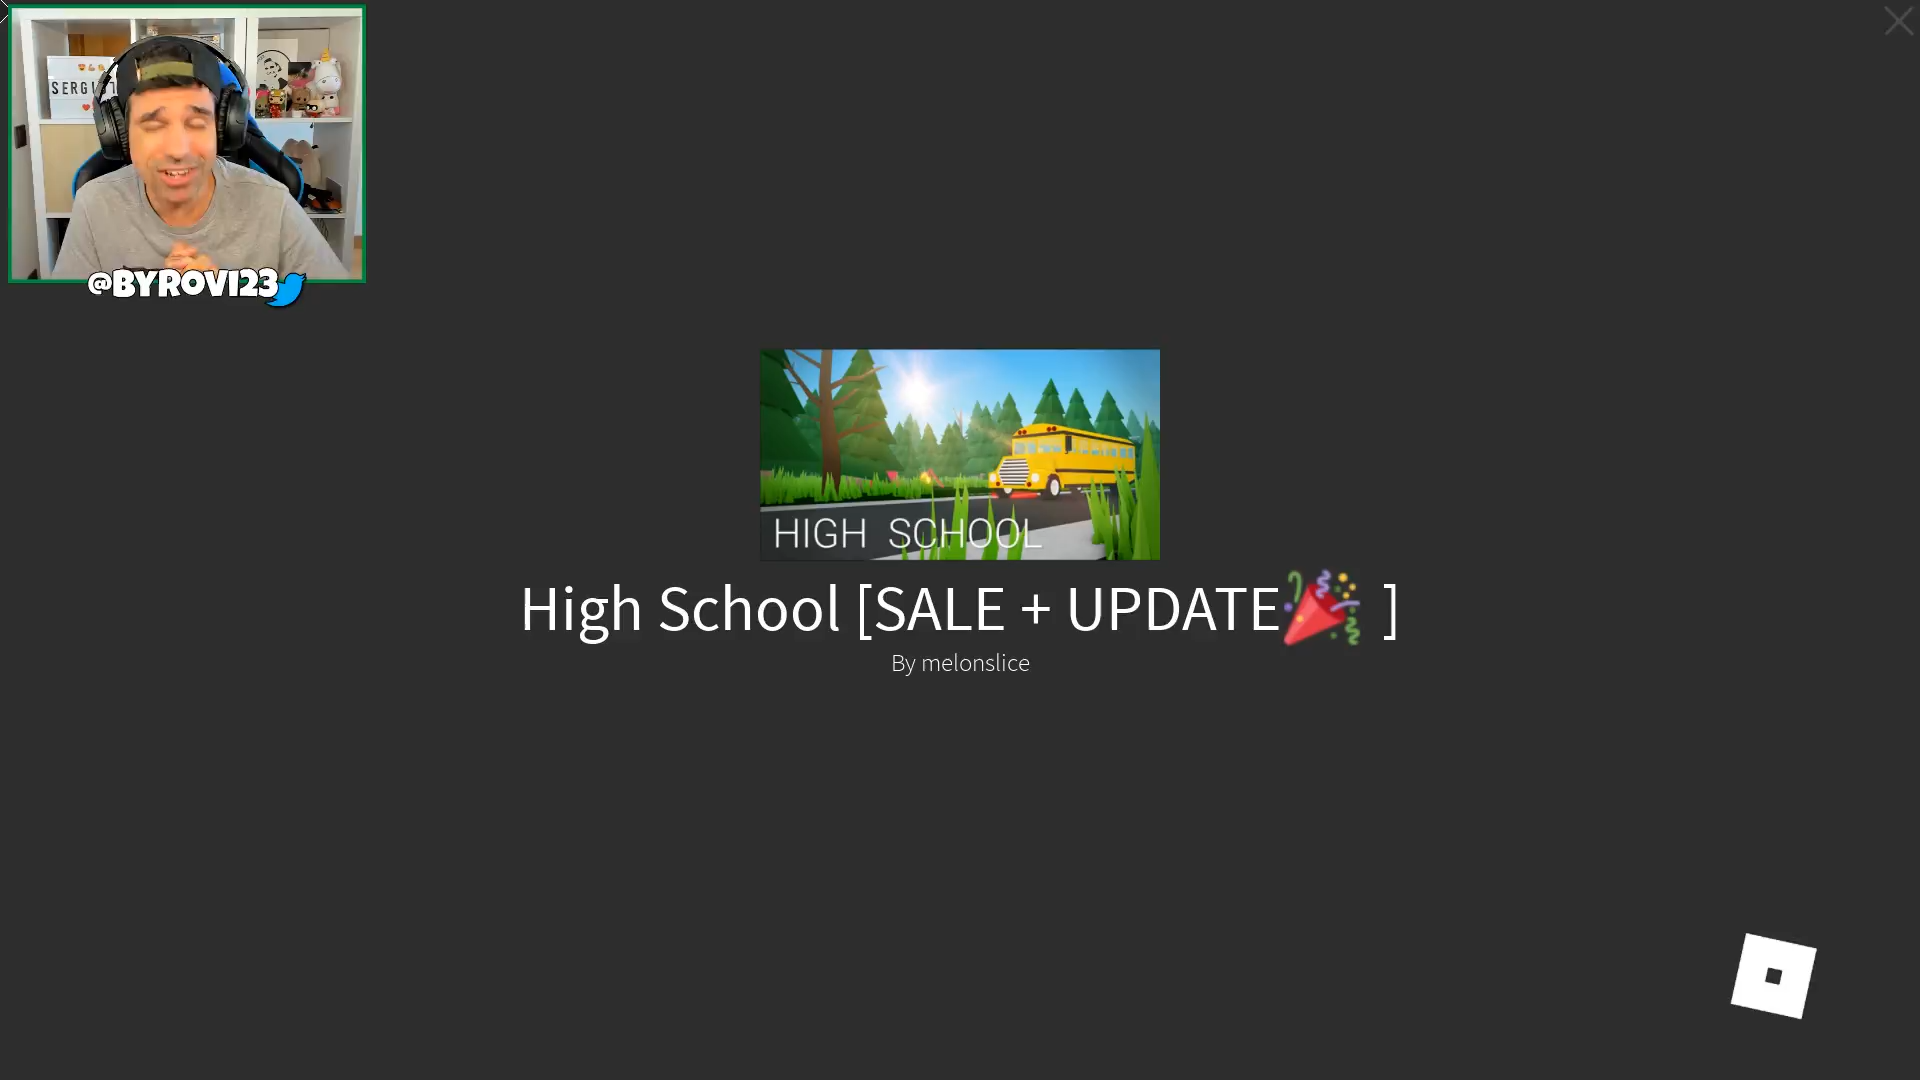 @BYROVI23
HIGH SCHOOL
High School [SALE + UPDATE🎉 ]
By melonslice